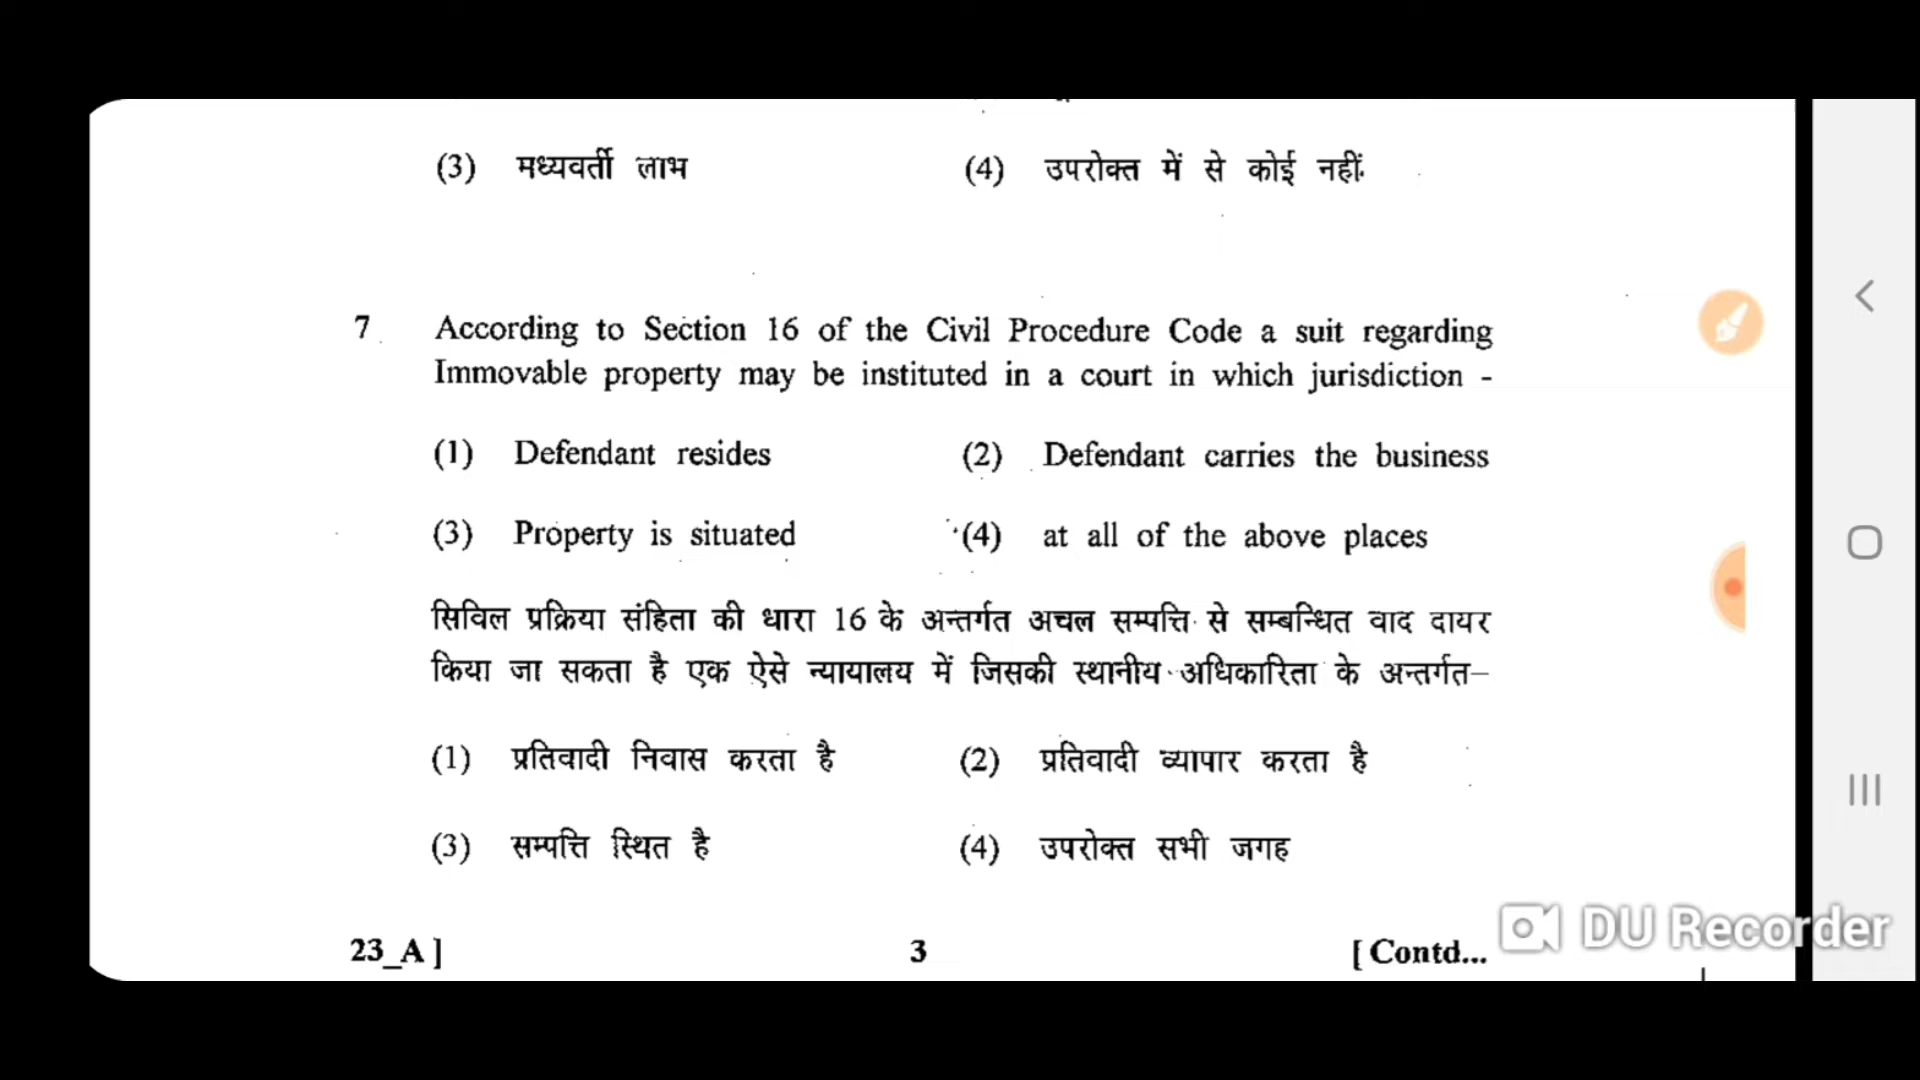 (3) मध्यवर्ती लाभ (4) उपरोक्त में से कोई नहीं
7 According to Section 16 of the Civil Procedure Code a suit regarding
Immovable property may be instituted in a court in which jurisdiction -
(1) Defendant resides (2) Defendant carries the business
(3) Property is situated (4) at all of the above places
सिविल प्रक्रिया संहिता की धारा 16 के अन्तर्गत अचल सम्पत्ति से सम्बन्धित वाद दायर
किया जा सकता है एक ऐसे न्यायालय में जिसकी स्थानीय अधिकारिता के अन्तर्गत–
(1) प्रतिवादी निवास करता है (2) प्रतिवादी व्यापार करता है
(3) सम्पत्ति स्थित है (4) उपरोक्त सभी जगह
23_A ] 3 [ Contd...
DU Recorder